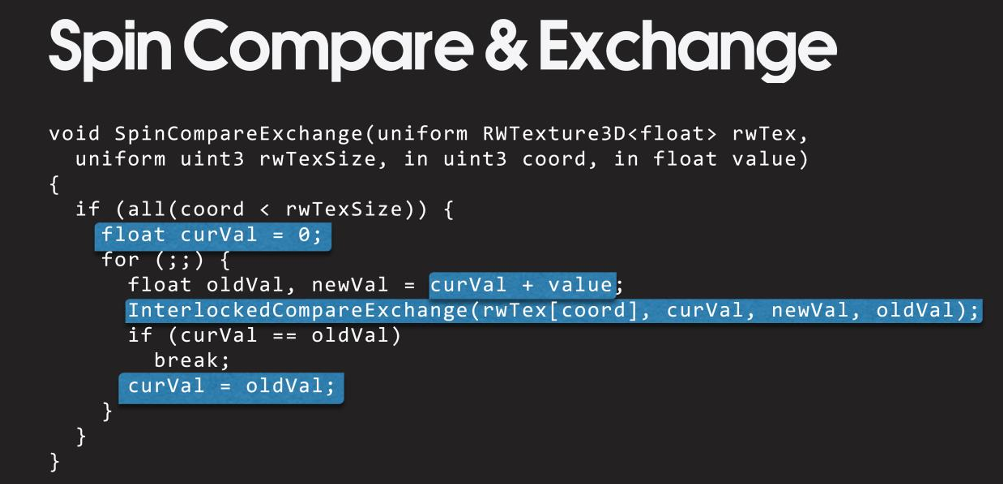 Spin Compare & Exchange
void SpinCompareExchange(uniform RWTexture3D<float> rwTex,
  uniform uint3 rwTexSize, in uint3 coord, in float value)
{
  if (all(coord < rwTexSize)) {
    float curVal = 0;
    for (;;) {
      float oldVal, newVal = curVal + value;
      InterlockedCompareExchange(rwTex[coord], curVal, newVal, oldVal);
      if (curVal == oldVal)
        break;
      curVal = oldVal;
    }
  }
}